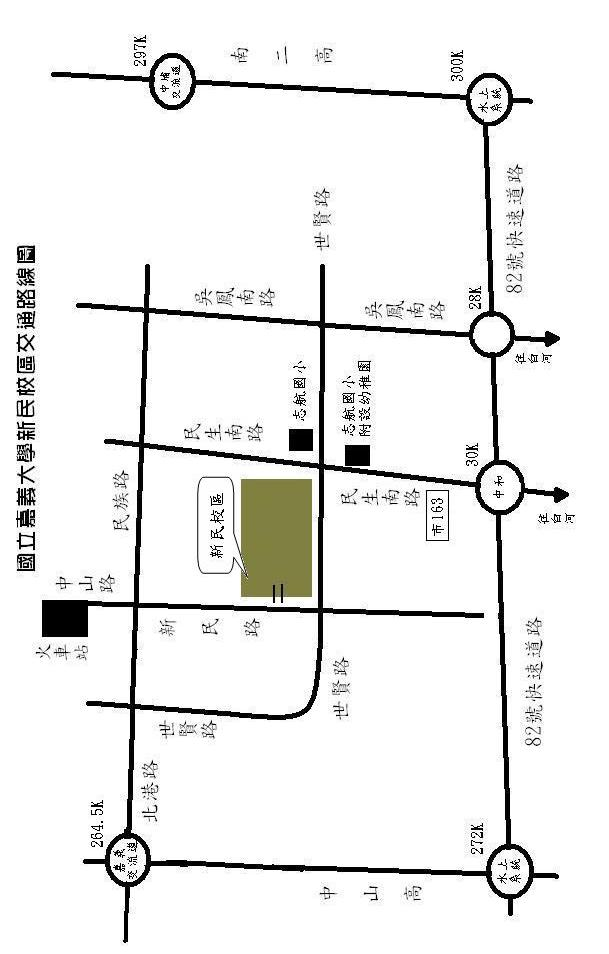 國立嘉義大學新民校區交通路線圖
297K
中埔
交流道
南二高
300K
水上
系統
世賢路
82號快速道路
吳鳳南路
吳鳳南路
28K
往白河
民族路
民生南路
志航國小
志航國小
附設幼稚園
30K
中和
往白河
民生南路
市163
新民校區
中山路
火車站
新民路
世賢路
世賢路
82號快速道路
北港路
264.5K
嘉義
交流道
中山高
272K
水上
系統